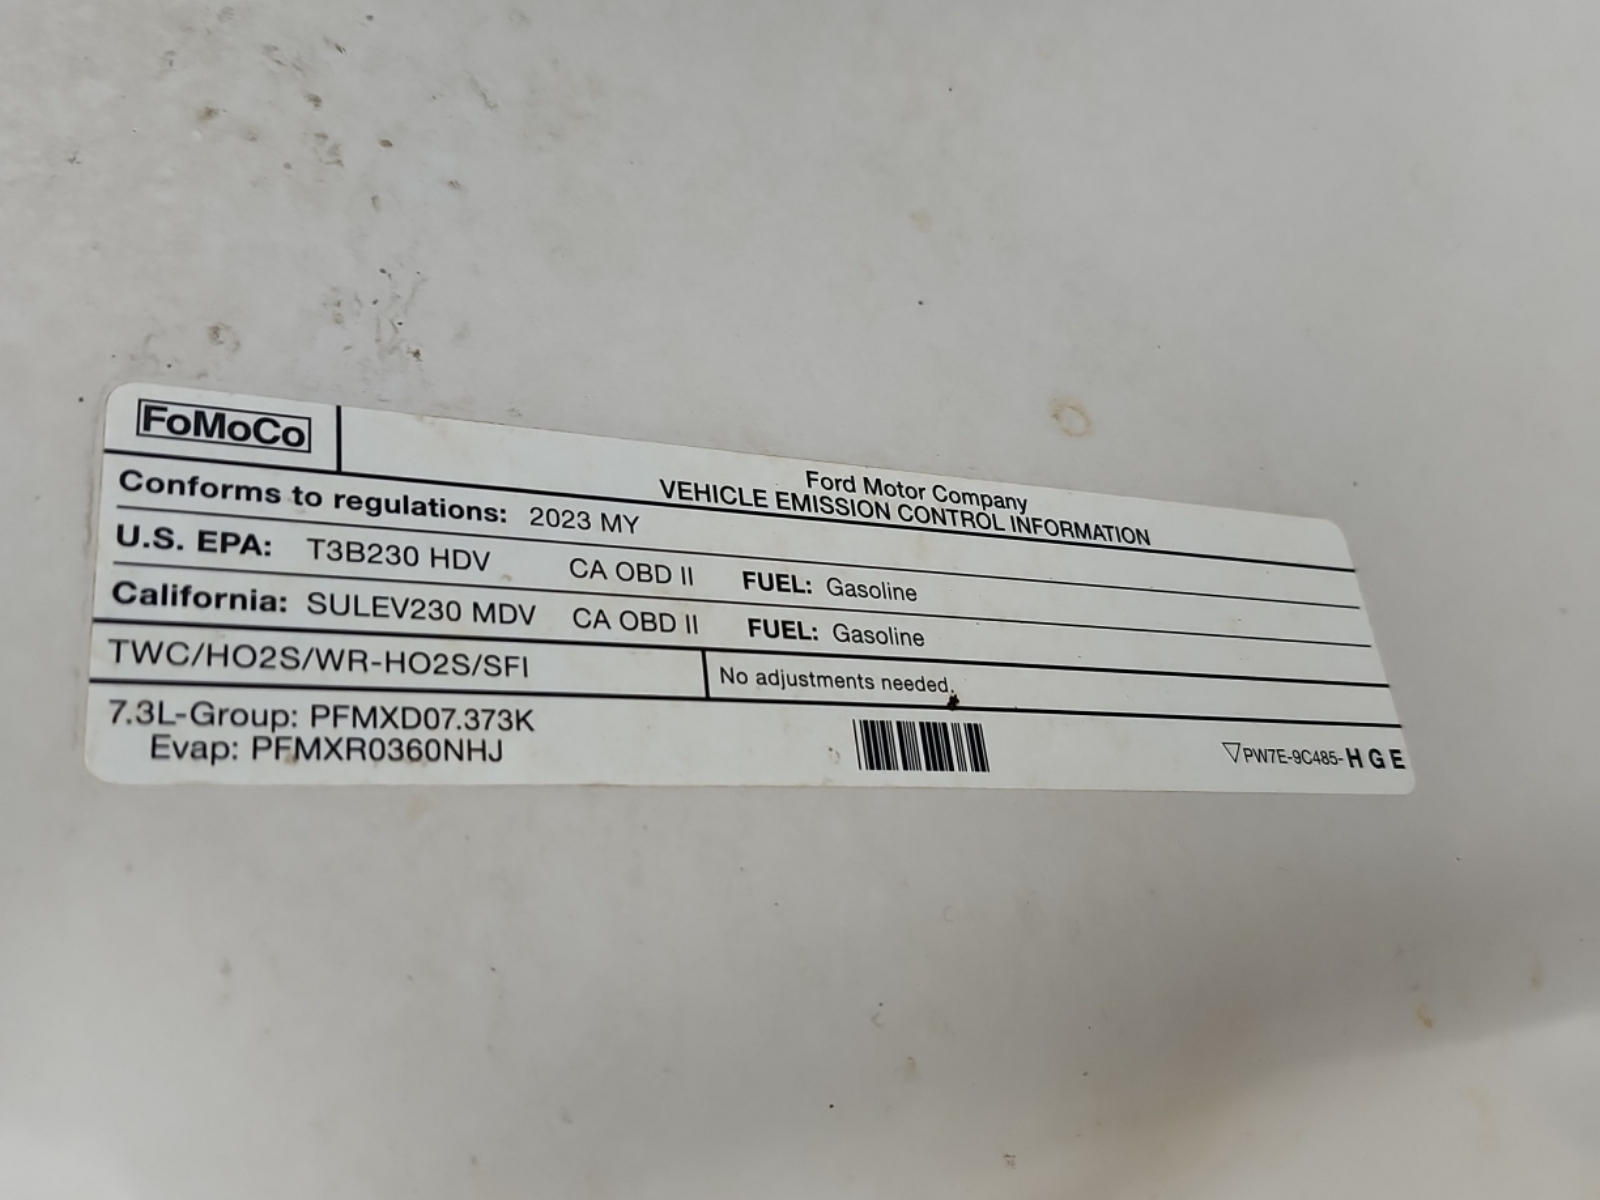 FoMoCo
Ford Motor Company
VEHICLE EMISSION CONTROL INFORMATION
Conforms to regulations: 2023 MY
U.S. EPA: T3B230 HDV CA OBD II FUEL: Gasoline
California: SULEV230 MDV CA OBD II FUEL: Gasoline
TWC/HO2S/WR-HO2S/SFI No adjustments needed.
7.3L-Group: PFMXD07.373K
Evap: PFMXR0360NHJ
▽PW7E-9C485-HGE